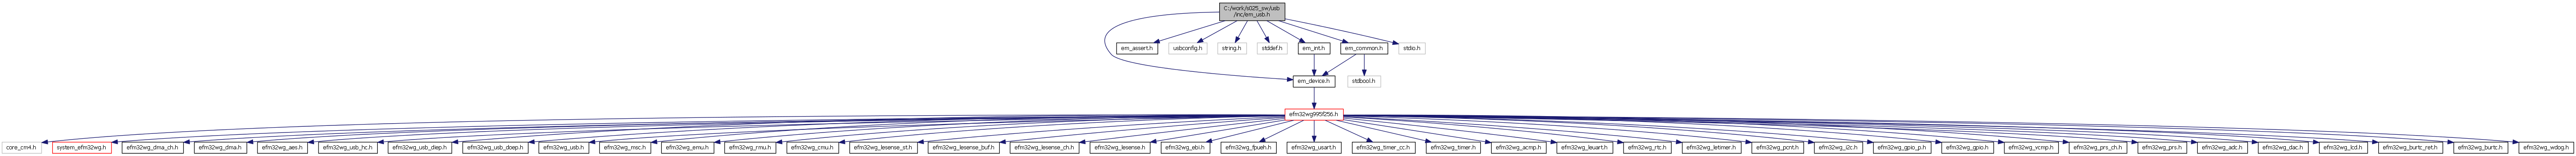 C:/work/s025_sw/usb
/inc/em_usb.h
em_assert.h
usbconfig.h
string.h
stddef.h
em_int.h
em_common.h
stdio.h
em_device.h
stdbool.h
efm32wg995f256.h
core_cm4.h
system_efm32wg.h
efm32wg_dma_ch.h
efm32wg_dma.h
efm32wg_aes.h
efm32wg_usb_hc.h
efm32wg_usb_diep.h
efm32wg_usb_doep.h
efm32wg_usb.h
efm32wg_msc.h
efm32wg_emu.h
efm32wg_rmu.h
efm32wg_cmu.h
efm32wg_lesense_st.h
efm32wg_lesense_buf.h
efm32wg_lesense_ch.h
efm32wg_lesense.h
efm32wg_ebi.h
efm32wg_fpueh.h
efm32wg_usart.h
efm32wg_timer_cc.h
efm32wg_timer.h
efm32wg_acmp.h
efm32wg_leuart.h
efm32wg_rtc.h
efm32wg_letimer.h
efm32wg_pcnt.h
efm32wg_i2c.h
efm32wg_gpio_p.h
efm32wg_gpio.h
efm32wg_vcmp.h
efm32wg_prs_ch.h
efm32wg_prs.h
efm32wg_adc.h
efm32wg_dac.h
efm32wg_lcd.h
efm32wg_burtc_ret.h
efm32wg_burtc.h
efm32wg_wdog.h